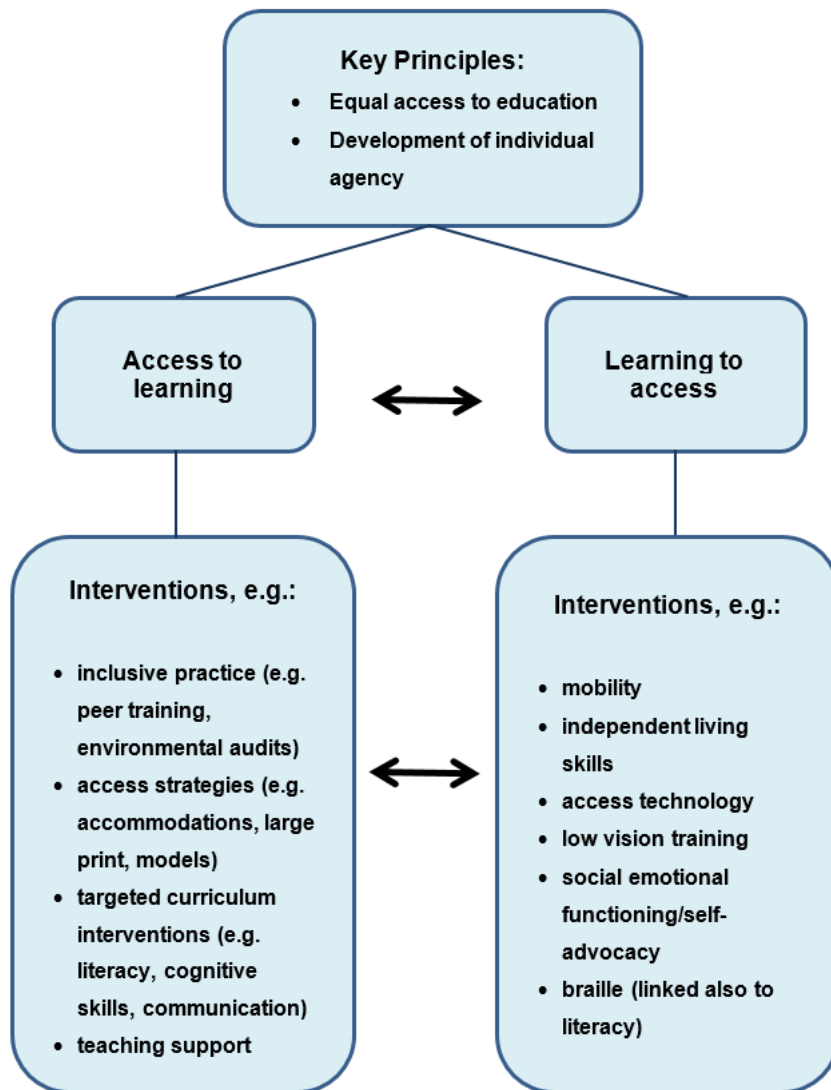 Key Principles:
• Equal access to education
• Development of individual
agency
Access to
learning
Learning to
access
Interventions, e.g.:
• inclusive practice (e.g.
peer training,
environmental audits)
• access strategies (e.g.
accommodations, large
print, models)
• targeted curriculum
interventions (e.g.
literacy, cognitive
skills, communication)
• teaching support
Interventions, e.g.:
• mobility
• independent living
skills
• access technology
• low vision training
• social emotional
functioning/self-
advocacy
• braille (linked also to
literacy)